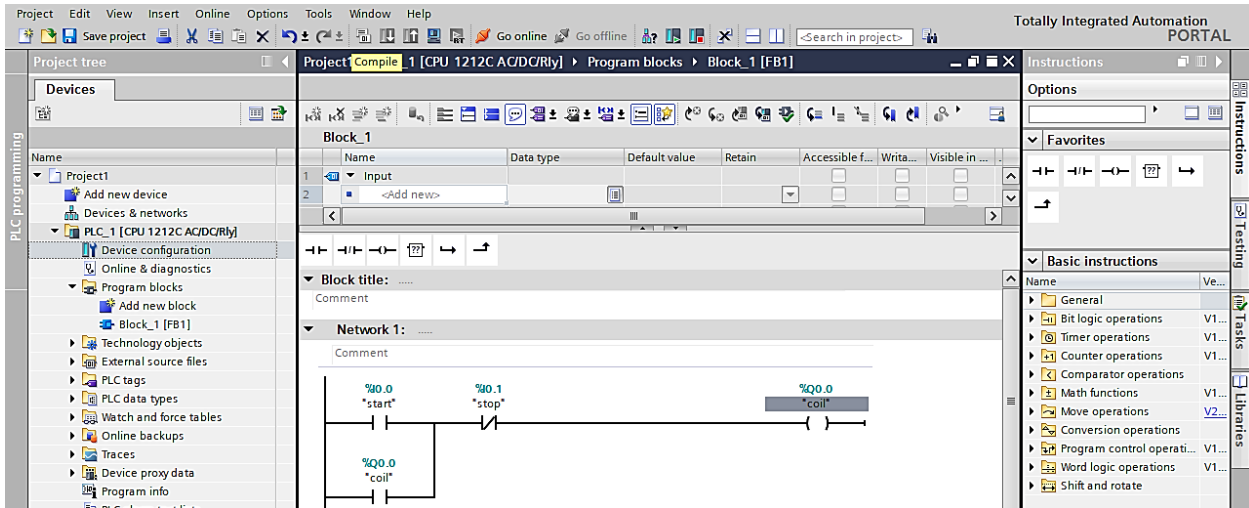 Project Edit View Insert Online Options Tools Window Help
Totally Integrated Automation
PORTAL
Save project Go online Go offline <Search in project>
Project tree
Project1 Compile _1 [CPU 1212C AC/DC/Rly] Program blocks Block_1 [FB1]
Instructions
Devices
Options
PLC programming
Block_1
Favorites
Name Data type Default value Retain Accessible f... Writa... Visible in ...
1 Input
2 <Add new>
Name
Project1
Add new device
Devices & networks
PLC_1 [CPU 1212C AC/DC/Rly]
Device configuration
Online & diagnostics
Program blocks
Add new block
Block_1 [FB1]
Technology objects
External source files
PLC tags
PLC data types
Watch and force tables
Online backups
Traces
Device proxy data
Program info
??
Block title: .....
Comment
Network 1: .....
Comment
%I0.0 %I0.1 %Q0.0
"start" "stop" "coil"
%Q0.0
"coil"
??
Basic instructions
Name Ve...
General
Bit logic operations V1...
Timer operations V1...
Counter operations V1...
Comparator operations
Math functions V1...
Move operations V2...
Conversion operations
Program control operati... V1...
Word logic operations V1...
Shift and rotate
Instructions
Testing
Tasks
Libraries